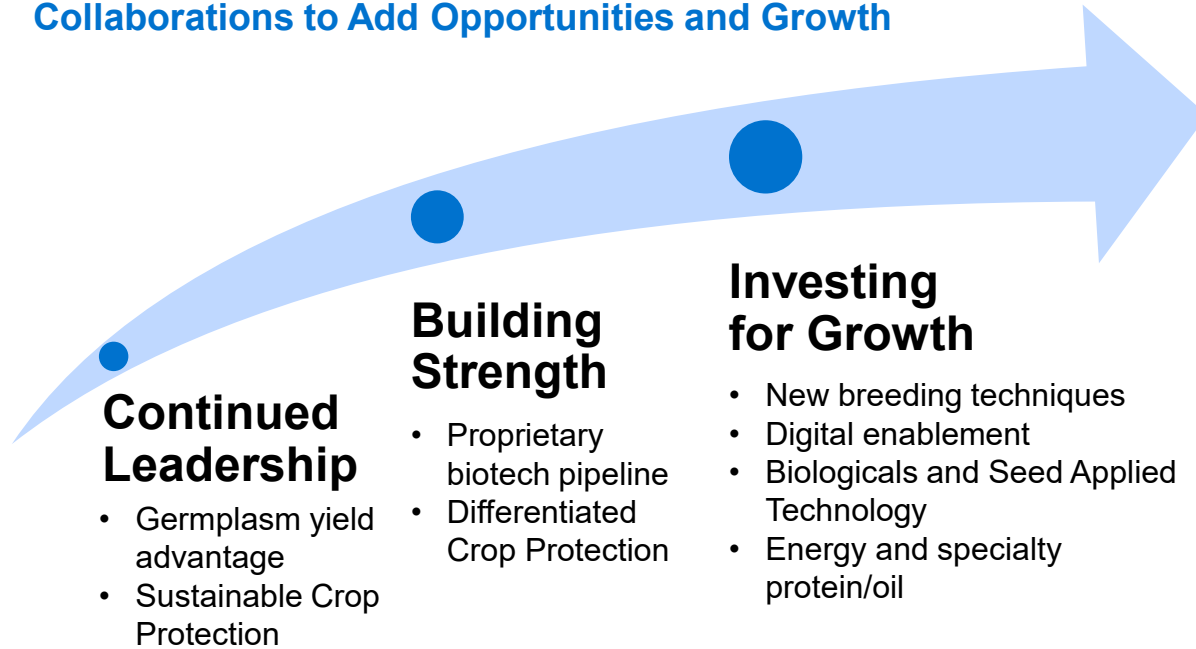 Collaborations to Add Opportunities and Growth
Continued
Leadership
• Germplasm yield
advantage
• Sustainable Crop
Protection
Building
Strength
• Proprietary
biotech pipeline
• Differentiated
Crop Protection
Investing
for Growth
• New breeding techniques
• Digital enablement
• Biologicals and Seed Applied
Technology
• Energy and specialty
protein/oil